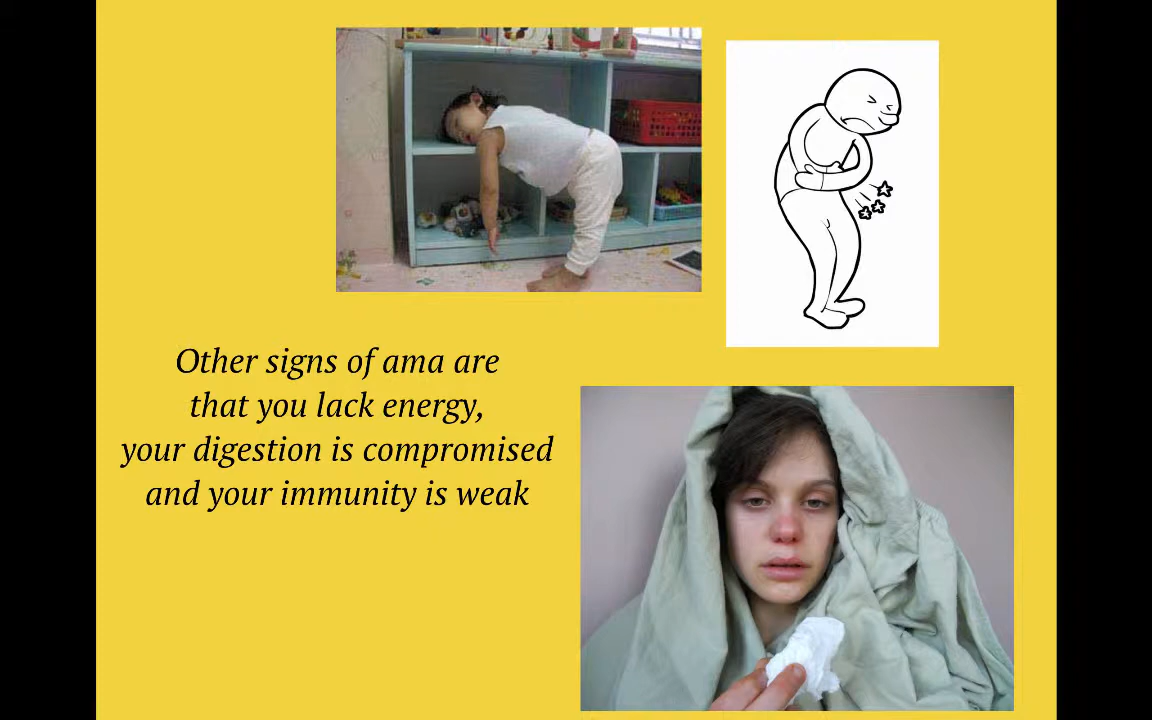 Other signs of ama are
that you lack energy,
your digestion is compromised
and your immunity is weak